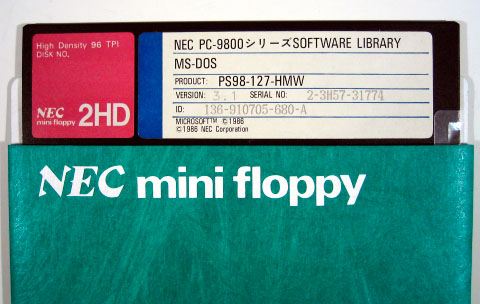 High Density 96 TPI
DISK NO.
NEC 2HD
mini floppy
NEC PC-9800シリーズSOFTWARE LIBRARY
MS-DOS
PRODUCT: PS98-127-HMW
VERSION: 3.1 SERIAL NO: 2-3H57-31774
ID: 136-910705-680-A
MICROSOFT™ ©1986
©1986 NEC Corporation
NEC mini floppy